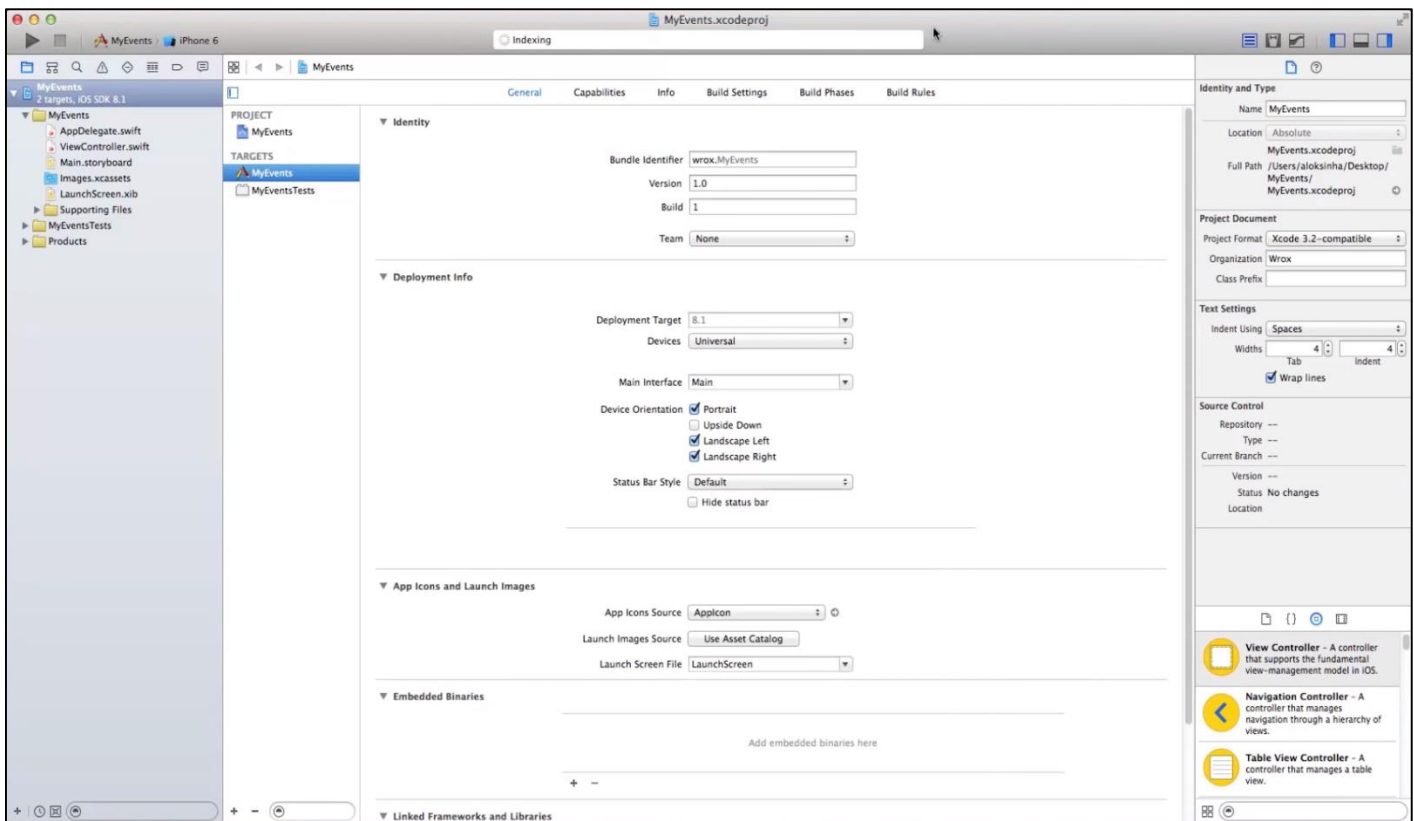 MyEvents.xcodeproj
MyEvents iPhone 6
Indexing
MyEvents
MyEvents
2 targets, iOS SDK 8.1
MyEvents
AppDelegate.swift
ViewController.swift
Main.storyboard
Images.xcassets
LaunchScreen.xib
Supporting Files
MyEventsTests
Products
PROJECT
MyEvents
TARGETS
MyEvents
MyEventsTests
General Capabilities Info Build Settings Build Phases Build Rules
Identity
Bundle Identifier wrox.MyEvents
Version 1.0
Build 1
Team None
Deployment Info
Deployment Target 8.1
Devices Universal
Main Interface Main
Device Orientation Portrait
Upside Down
Landscape Left
Landscape Right
Status Bar Style Default
Hide status bar
App Icons and Launch Images
App Icons Source AppIcon
Launch Images Source Use Asset Catalog
Launch Screen File LaunchScreen
Embedded Binaries
Add embedded binaries here
+ −
Linked Frameworks and Libraries
Identity and Type
Name MyEvents
Location Absolute
MyEvents.xcodeproj
Full Path /Users/aloksinha/Desktop/
MyEvents/
MyEvents.xcodeproj
Project Document
Project Format Xcode 3.2-compatible
Organization Wrox
Class Prefix
Text Settings
Indent Using Spaces
Widths 4 4
Tab Indent
Wrap lines
Source Control
Repository --
Type --
Current Branch --
Version --
Status No changes
Location
{}
View Controller - A controller
that supports the fundamental
view-management model in iOS.
Navigation Controller - A
controller that manages
navigation through a hierarchy of
views.
Table View Controller - A
controller that manages a table
view.